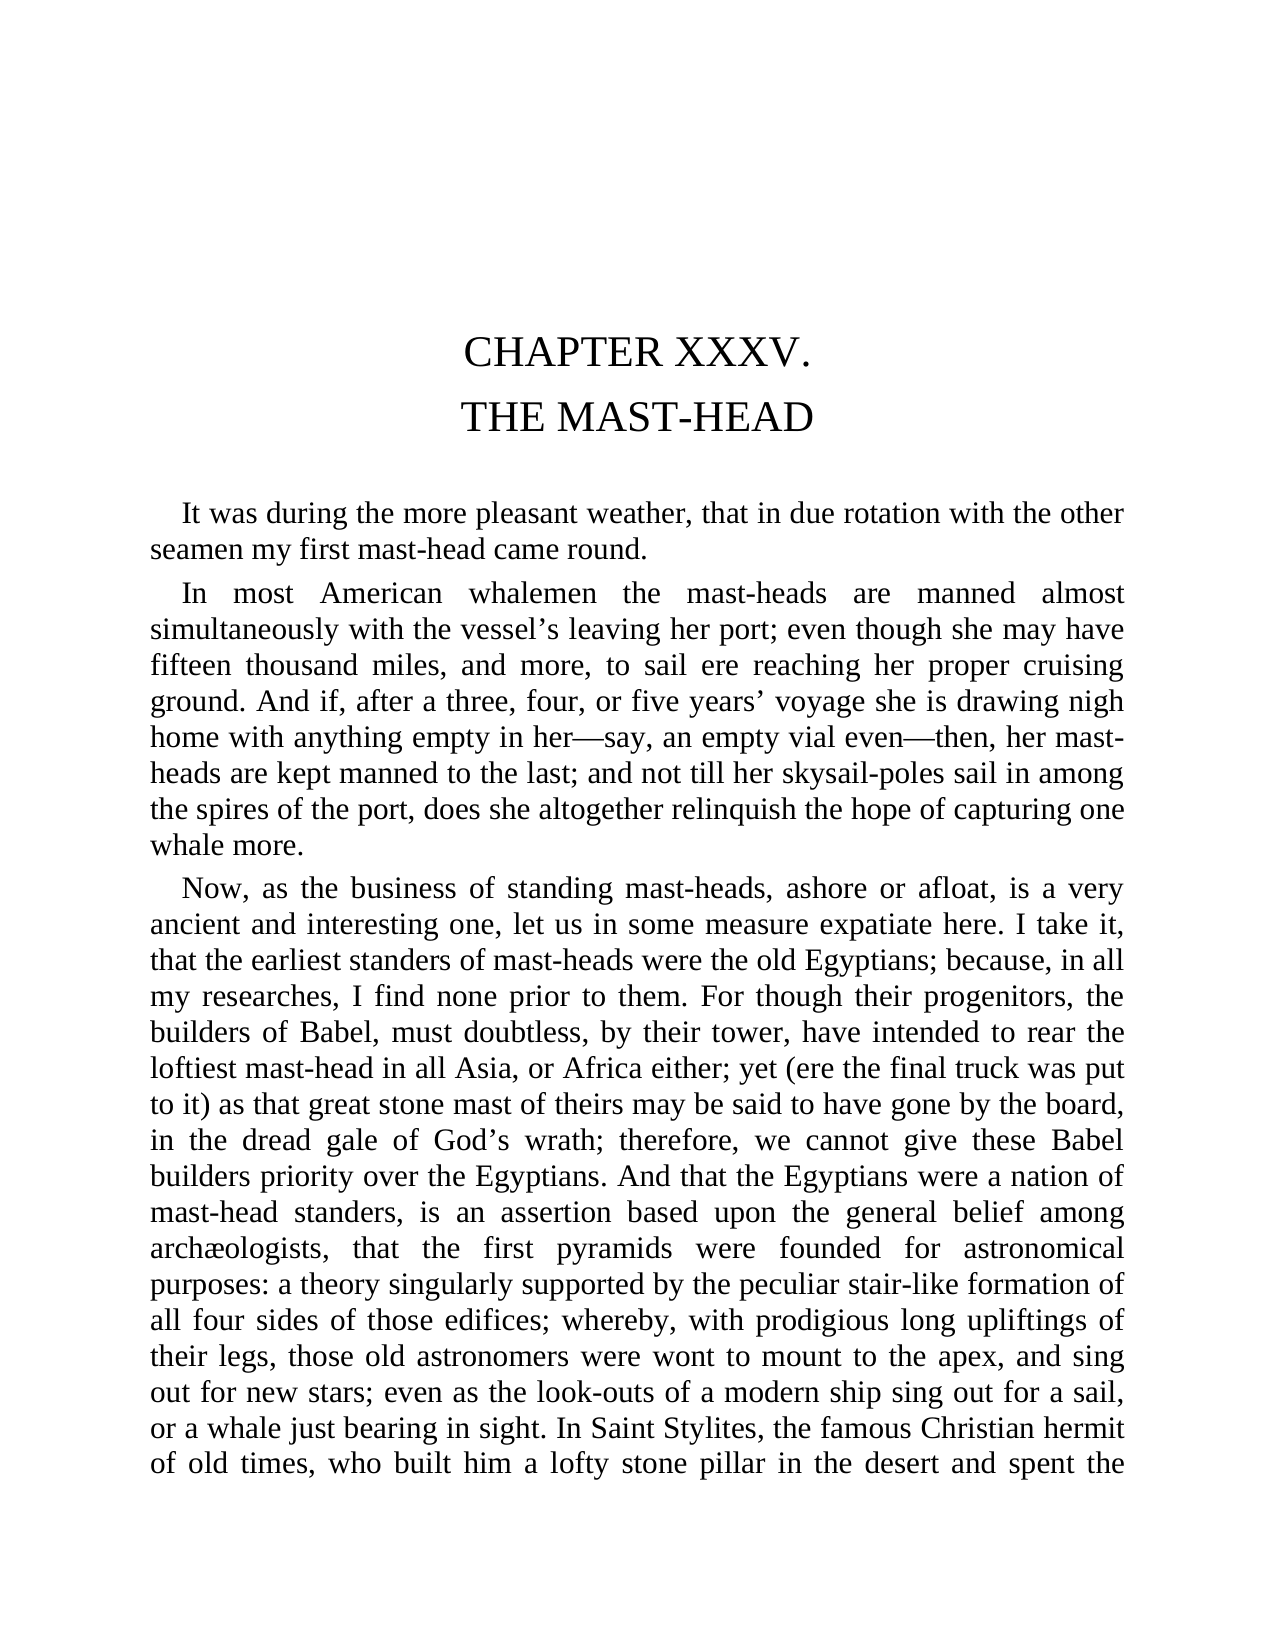 CHAPTER XXXV.
THE MAST-HEAD
It was during the more pleasant weather, that in due rotation with the other
seamen my first mast-head came round.
In most American whalemen the mast-heads are manned almost
simultaneously with the vessel’s leaving her port; even though she may have
fifteen thousand miles, and more, to sail ere reaching her proper cruising
ground. And if, after a three, four, or five years’ voyage she is drawing nigh
home with anything empty in her—say, an empty vial even—then, her mast-
heads are kept manned to the last; and not till her skysail-poles sail in among
the spires of the port, does she altogether relinquish the hope of capturing one
whale more.
Now, as the business of standing mast-heads, ashore or afloat, is a very
ancient and interesting one, let us in some measure expatiate here. I take it,
that the earliest standers of mast-heads were the old Egyptians; because, in all
my researches, I find none prior to them. For though their progenitors, the
builders of Babel, must doubtless, by their tower, have intended to rear the
loftiest mast-head in all Asia, or Africa either; yet (ere the final truck was put
to it) as that great stone mast of theirs may be said to have gone by the board,
in the dread gale of God’s wrath; therefore, we cannot give these Babel
builders priority over the Egyptians. And that the Egyptians were a nation of
mast-head standers, is an assertion based upon the general belief among
archæologists, that the first pyramids were founded for astronomical
purposes: a theory singularly supported by the peculiar stair-like formation of
all four sides of those edifices; whereby, with prodigious long upliftings of
their legs, those old astronomers were wont to mount to the apex, and sing
out for new stars; even as the look-outs of a modern ship sing out for a sail,
or a whale just bearing in sight. In Saint Stylites, the famous Christian hermit
of old times, who built him a lofty stone pillar in the desert and spent the